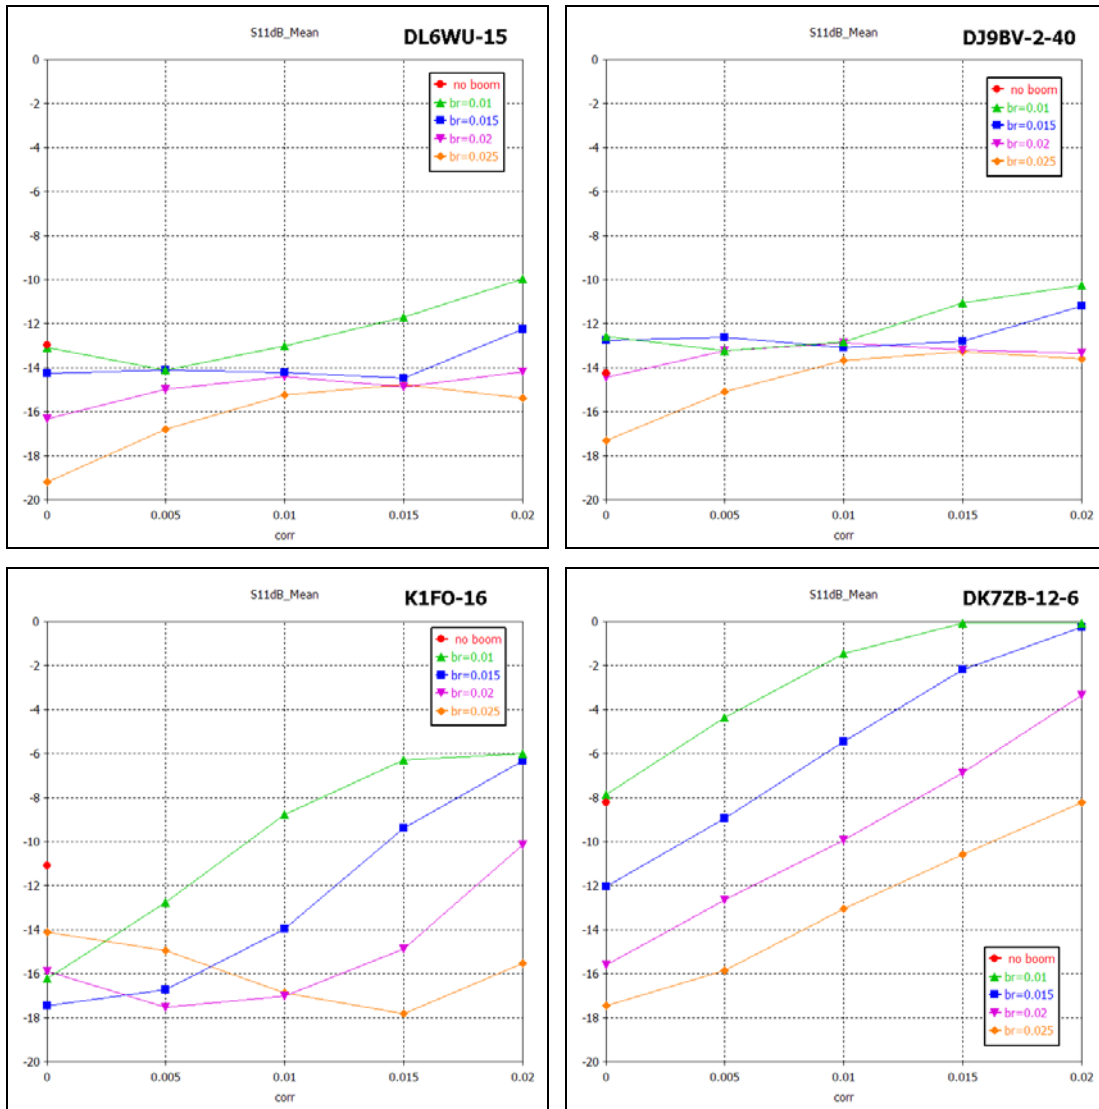 S11dB_Mean DL6WU-15
0
no boom
br=0.01
br=0.015
br=0.02
br=0.025
-2
-4
-6
-8
-10
-12
-14
-16
-18
-20
0 0.005 0.01 0.015 0.02
corr
S11dB_Mean DJ9BV-2-40
0
no boom
br=0.01
br=0.015
br=0.02
br=0.025
-2
-4
-6
-8
-10
-12
-14
-16
-18
-20
0 0.005 0.01 0.015 0.02
corr
S11dB_Mean K1FO-16
0
no boom
br=0.01
br=0.015
br=0.02
br=0.025
-2
-4
-6
-8
-10
-12
-14
-16
-18
-20
0 0.005 0.01 0.015 0.02
corr
S11dB_Mean DK7ZB-12-6
0
-2
-4
-6
-8
-10
-12
-14
-16
-18
-20
no boom
br=0.01
br=0.015
br=0.02
br=0.025
0 0.005 0.01 0.015 0.02
corr